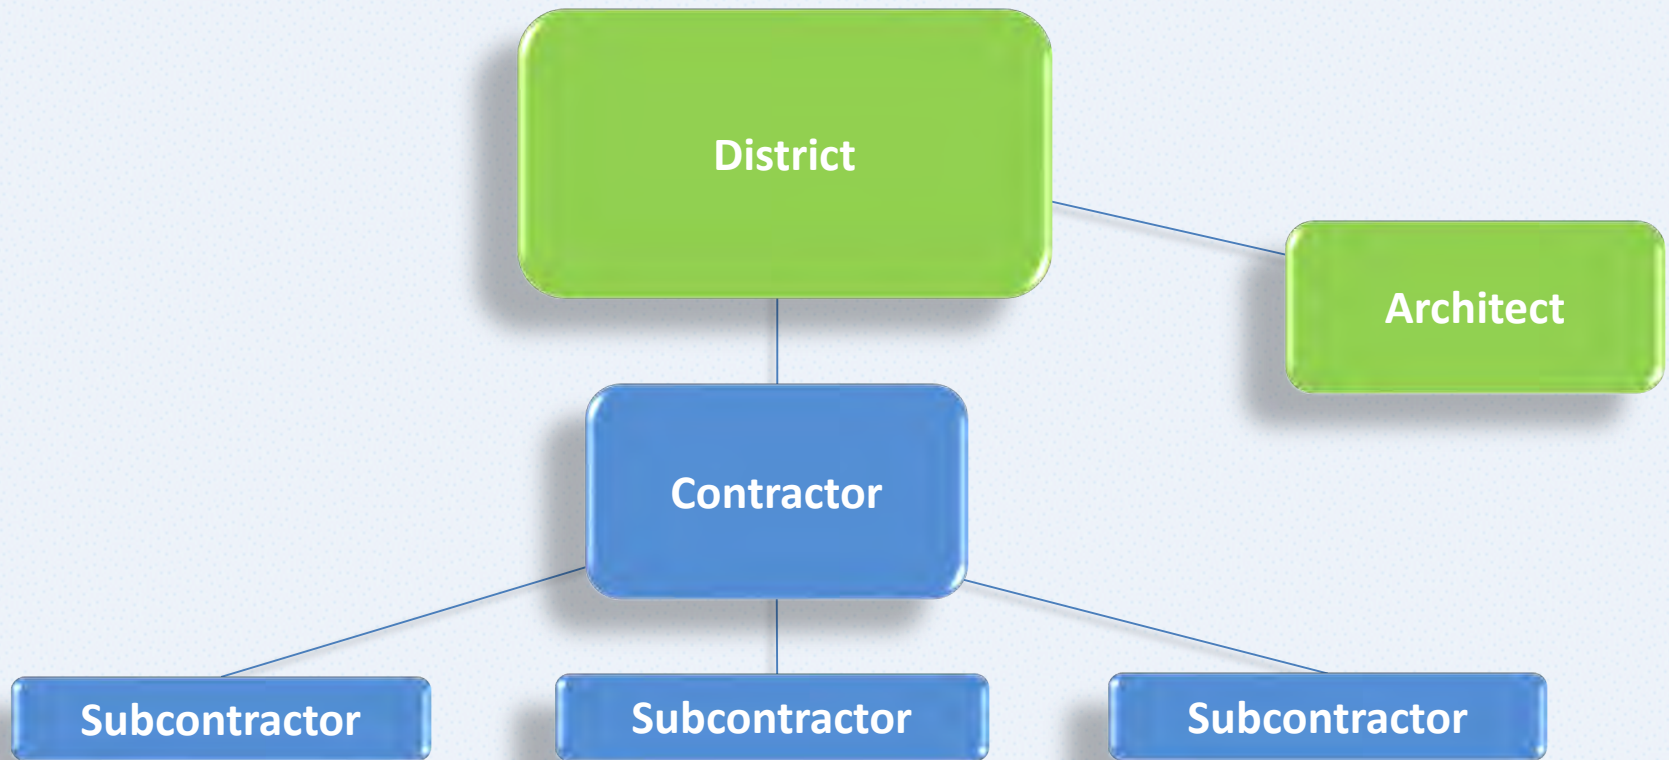 District
Architect
Contractor
Subcontractor
Subcontractor
Subcontractor